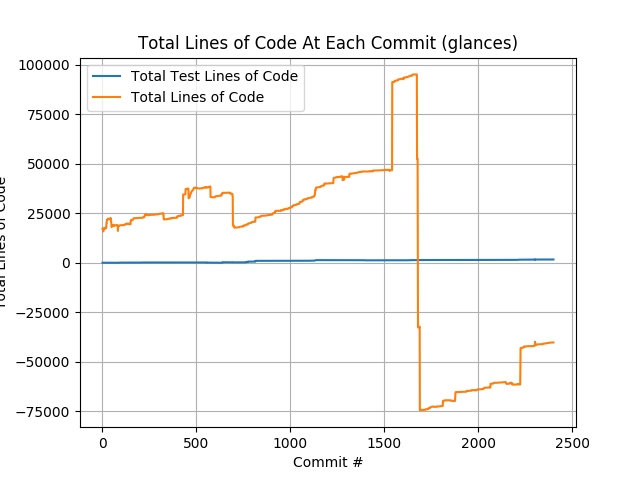 Total Lines of Code At Each Commit (glances)
Total Test Lines of Code
Total Lines of Code
100000
75000
50000
25000
0
−25000
−50000
−75000
Total Lines of Code
0
500
1000
1500
2000
2500
Commit #